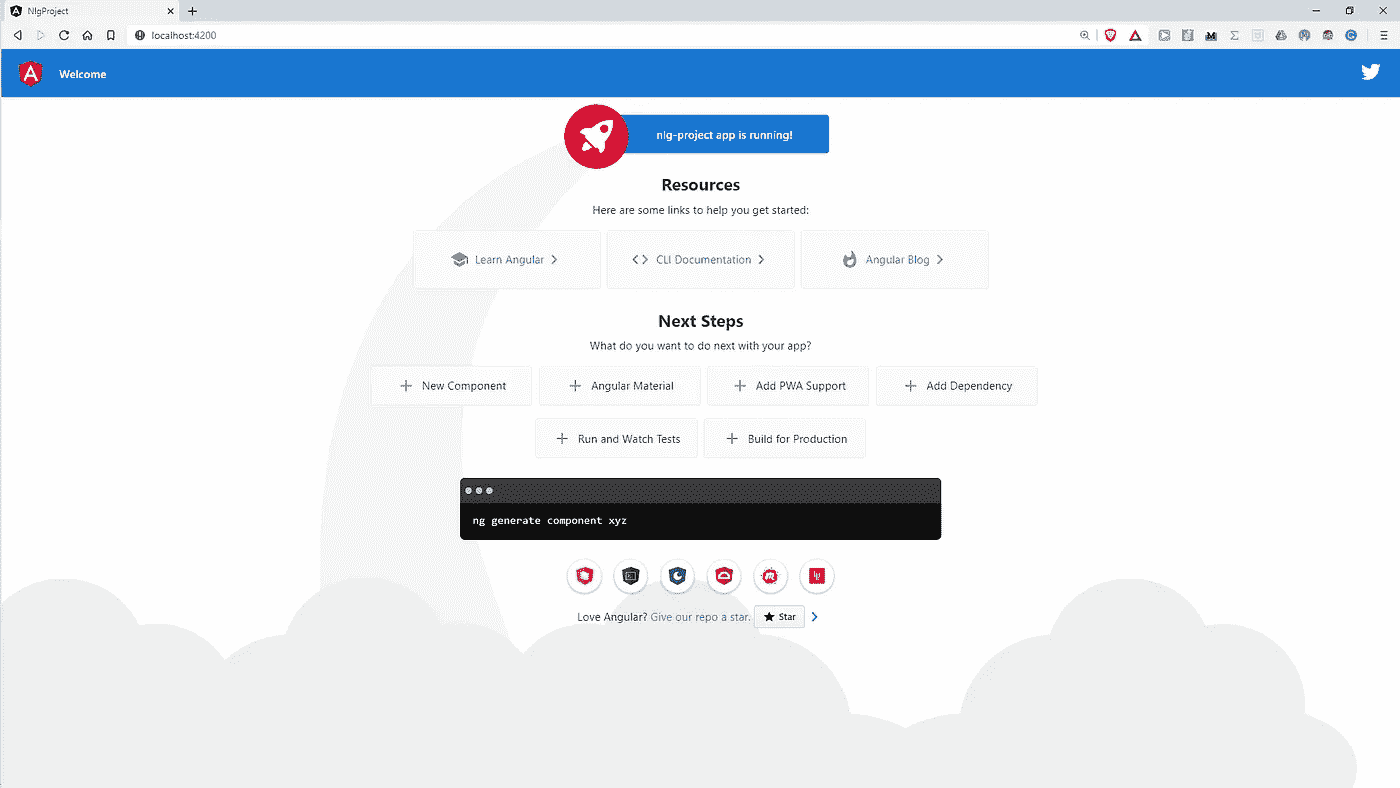 NlgProject
localhost:4200
Welcome
nlg-project app is running!
Resources
Here are some links to help you get started:
Learn Angular
CLI Documentation
Angular Blog
Next Steps
What do you want to do next with your app?
New Component
Angular Material
Add PWA Support
Add Dependency
Run and Watch Tests
Build for Production
ng generate component xyz
Love Angular? Give our repo a star. Star